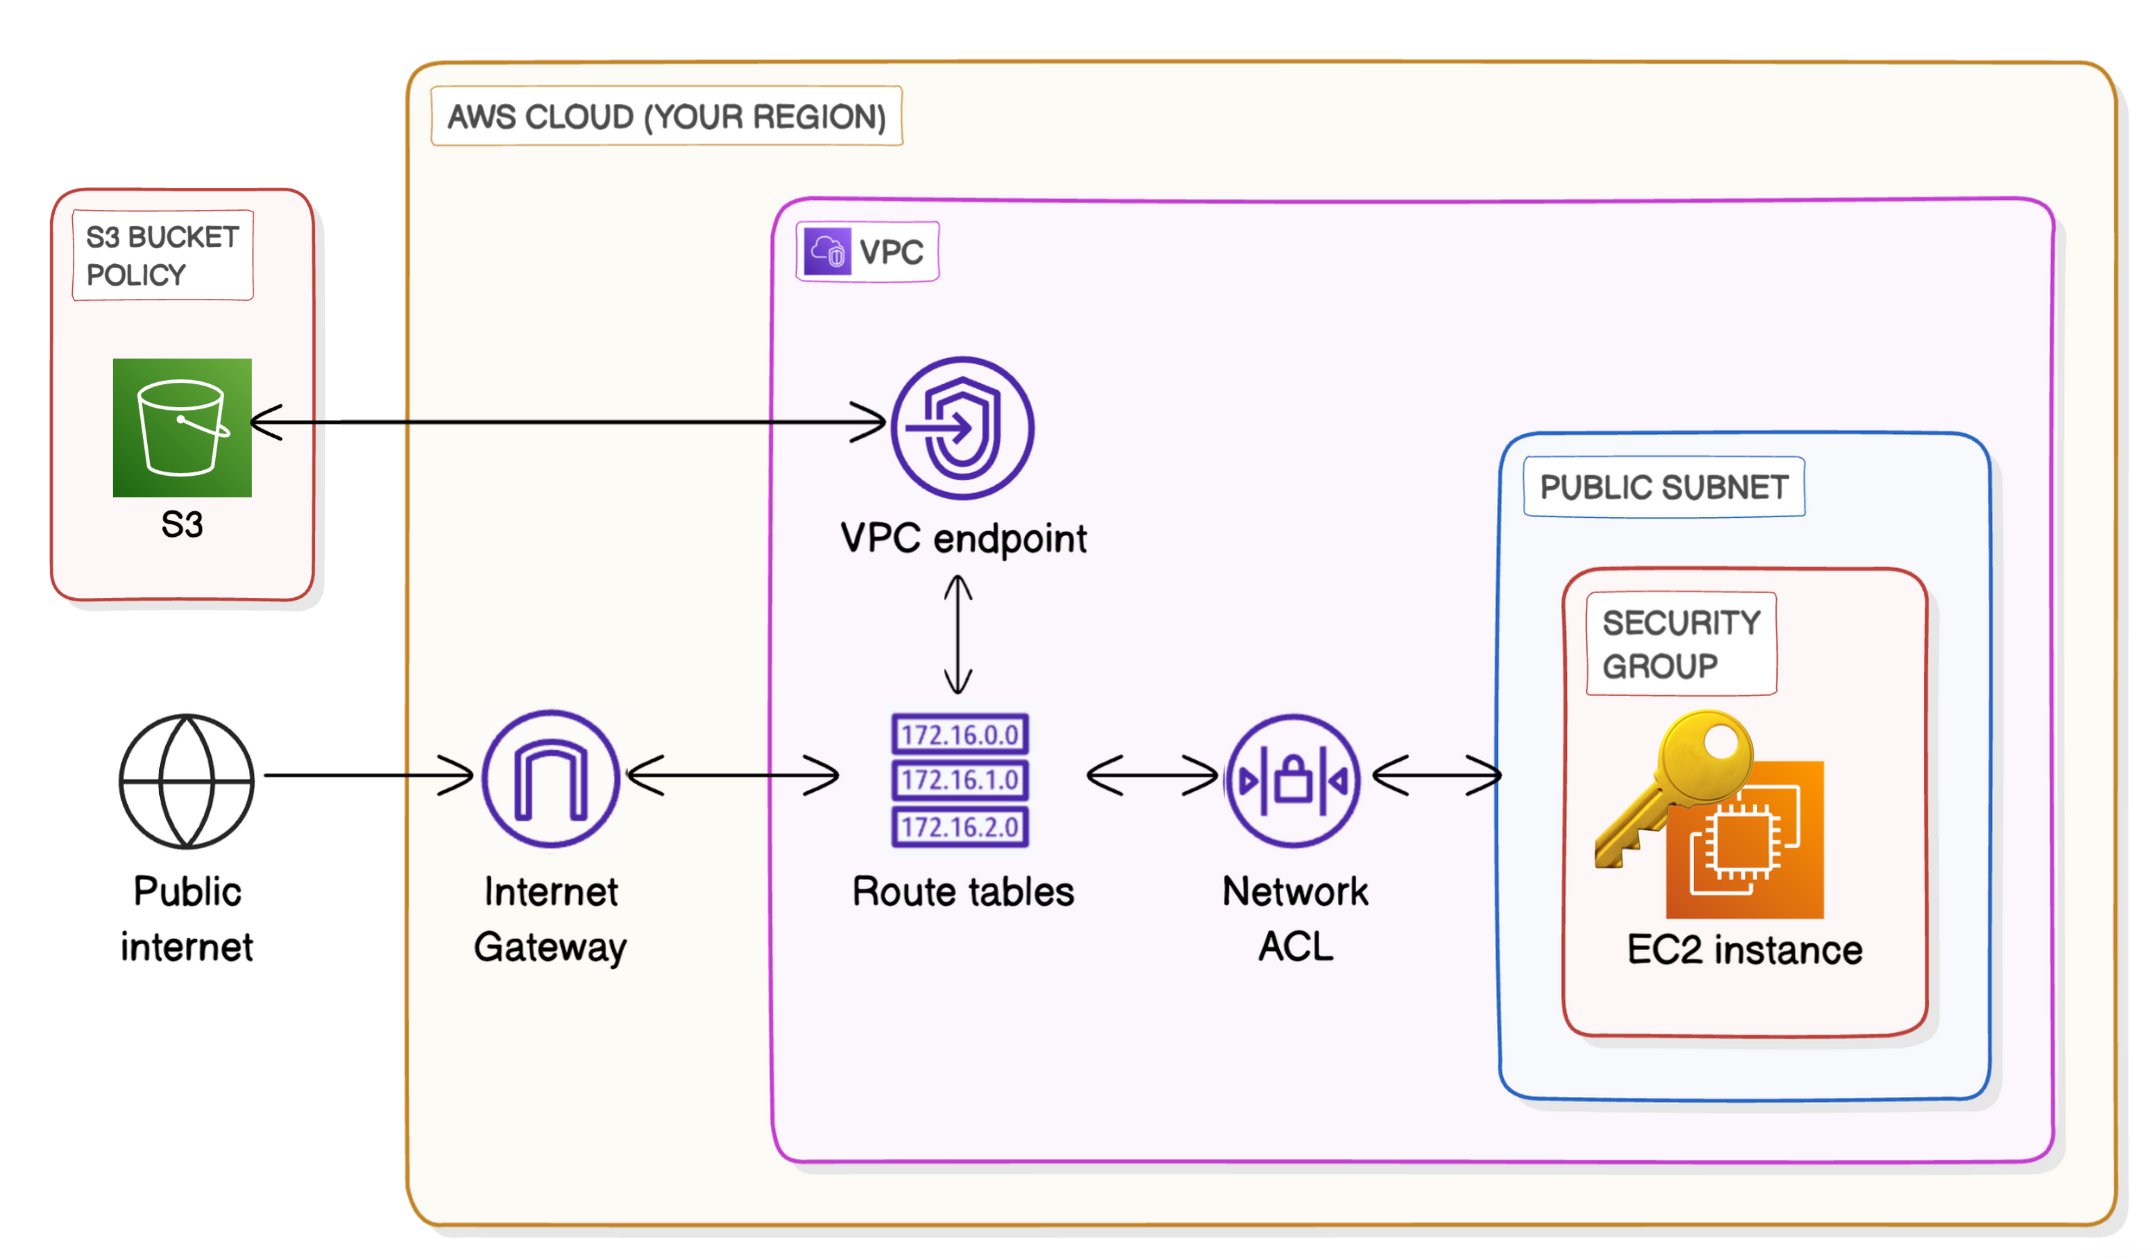 AWS CLOUD (YOUR REGION)
S3 BUCKET
POLICY
S3
VPC
VPC endpoint
PUBLIC SUBNET
SECURITY
GROUP
EC2 instance
Public
internet
Internet
Gateway
172.16.0.0
172.16.1.0
172.16.2.0
Route tables
Network
ACL